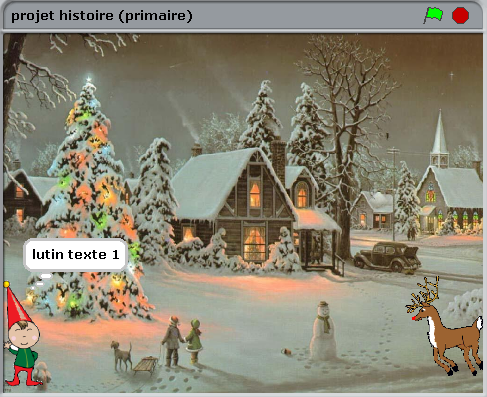 projet histoire (primaire)
lutin texte 1